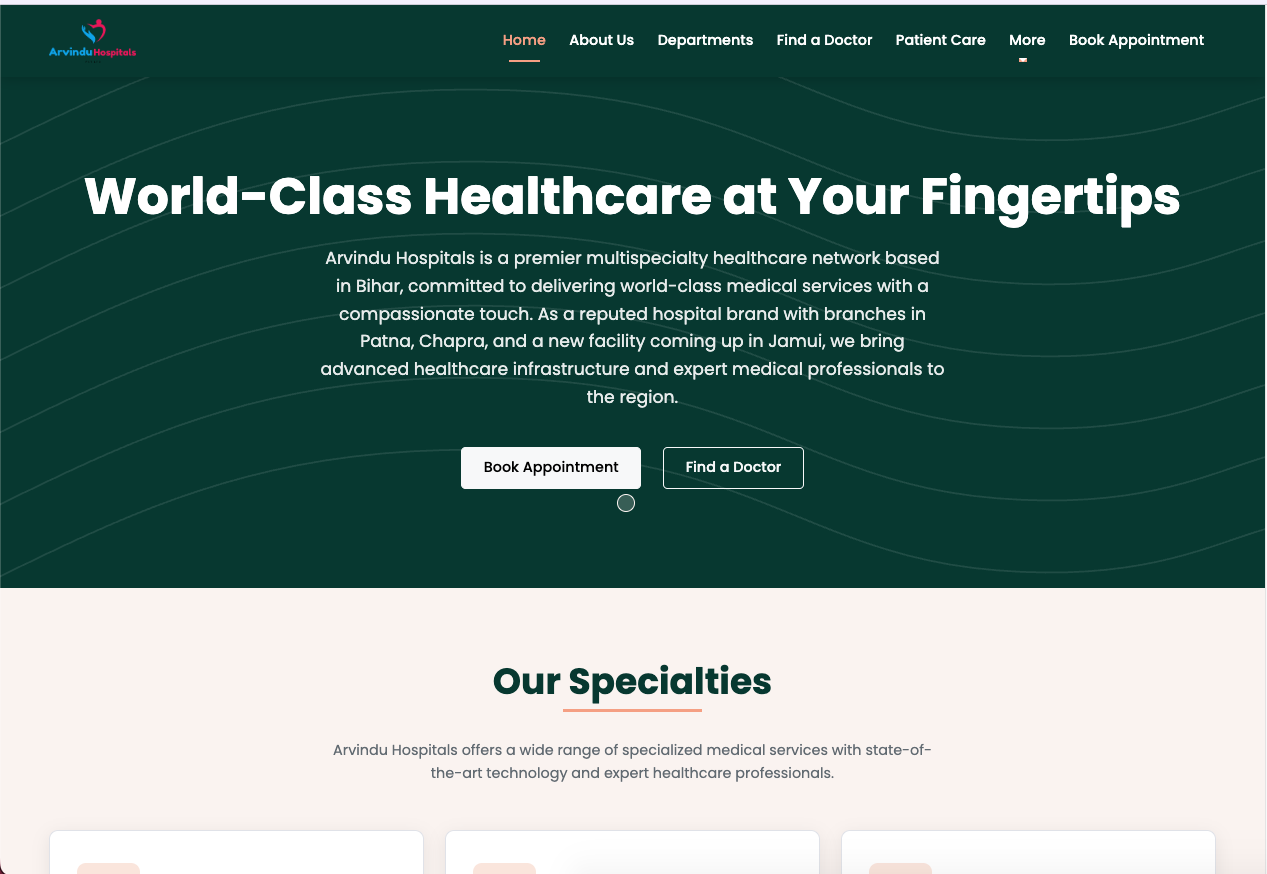 Arvindu Hospitals
Home About Us Departments Find a Doctor Patient Care More Book Appointment
World-Class Healthcare at Your Fingertips
Arvindu Hospitals is a premier multispecialty healthcare network based
in Bihar, committed to delivering world-class medical services with a
compassionate touch. As a reputed hospital brand with branches in
Patna, Chapra, and a new facility coming up in Jamui, we bring
advanced healthcare infrastructure and expert medical professionals to
the region.
Book Appointment Find a Doctor
Our Specialties
Arvindu Hospitals offers a wide range of specialized medical services with state-of-
the-art technology and expert healthcare professionals.